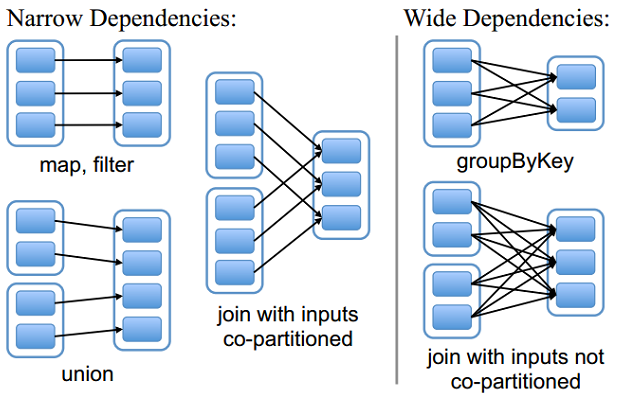 Narrow Dependencies:
map, filter
union
join with inputs
co-partitioned
Wide Dependencies:
groupByKey
join with inputs not
co-partitioned